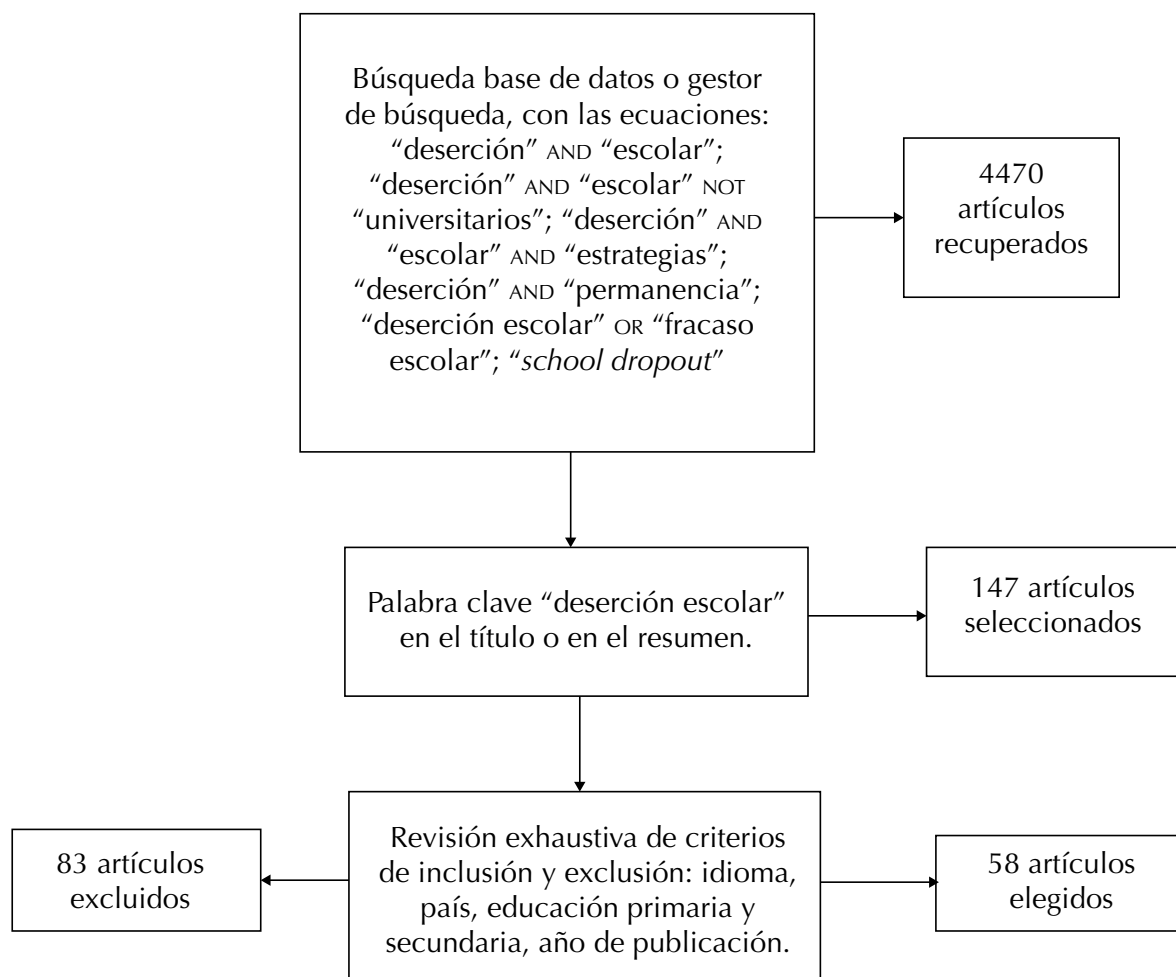 Búsqueda base de datos o gestor
de búsqueda, con las ecuaciones:
“deserción” AND “escolar”;
“deserción” AND “escolar” NOT
“universitarios”; “deserción” AND
“escolar” AND “estrategias”;
“deserción” AND “permanencia”;
“deserción escolar” OR “fracaso
escolar”; “school dropout”
4470
artículos
recuperados
Palabra clave “deserción escolar”
en el título o en el resumen.
147 artículos
seleccionados
83 artículos
excluidos
Revisión exhaustiva de criterios
de inclusión y exclusión: idioma,
país, educación primaria y
secundaria, año de publicación.
58 artículos
elegidos